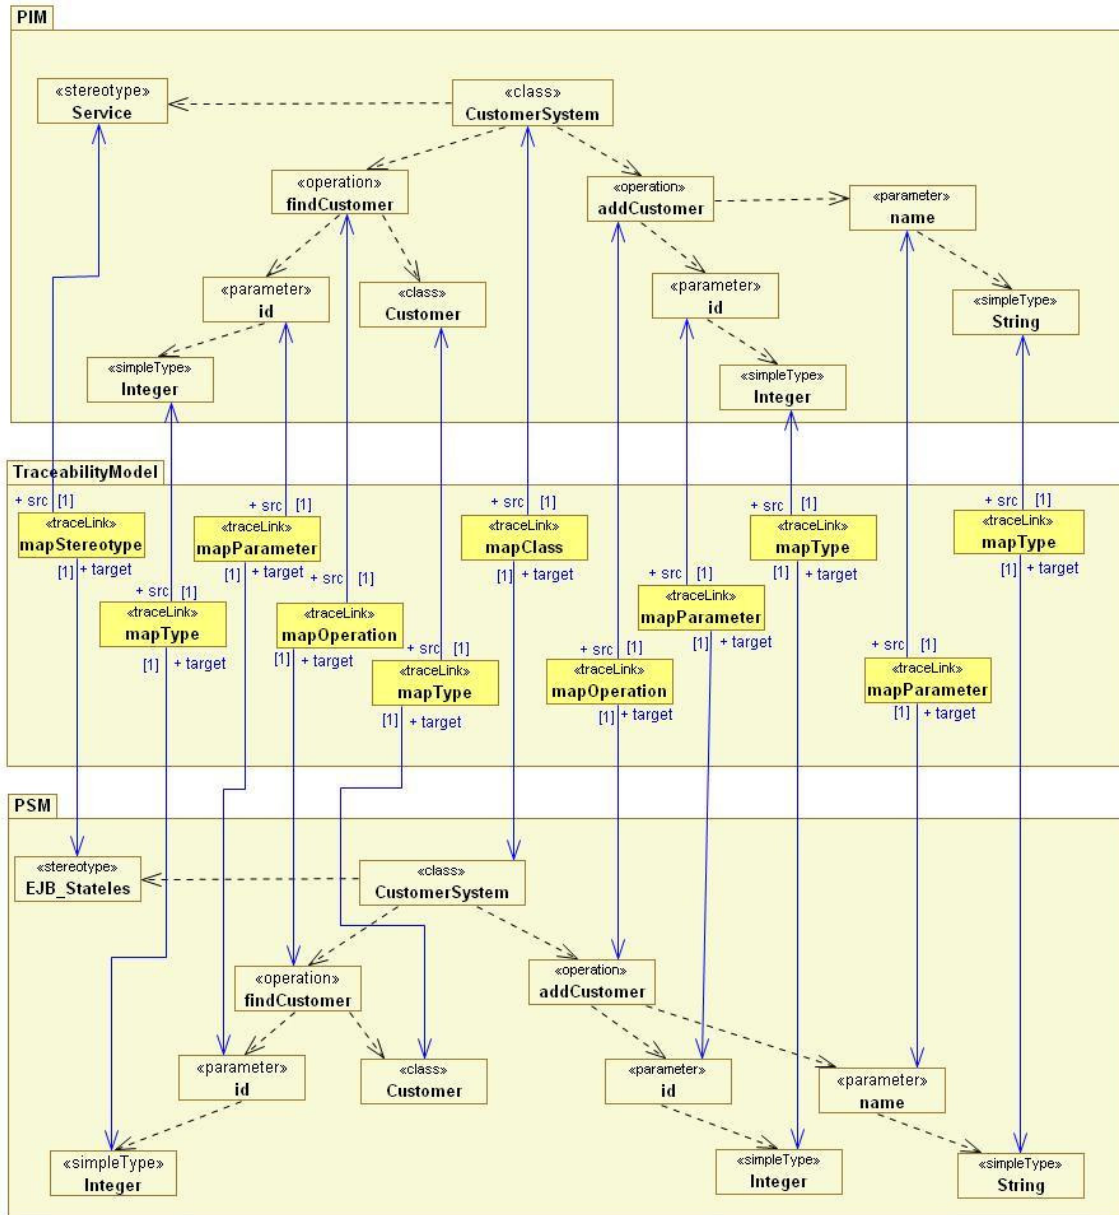 PIM
«stereotype»
Service
«class»
CustomerSystem
«operation»
findCustomer
«operation»
addCustomer
«parameter»
name
«parameter»
id
«class»
Customer
«parameter»
id
«simpleType»
String
«simpleType»
Integer
«simpleType»
Integer
TraceabilityModel
+ src [1]
«traceLink»
mapStereotype
[1] + target
+ src [1]
«traceLink»
mapParameter
[1] + target
+ src [1]
«traceLink»
mapClass
[1] + target
+ src [1]
«traceLink»
mapType
[1] + target
+ src [1]
«traceLink»
mapType
[1] + target
+ src [1]
«traceLink»
mapType
[1] + target
+ src [1]
«traceLink»
mapOperation
[1] + target
+ src [1]
«traceLink»
mapParameter
+ src [1]
«traceLink»
mapType
[1] + target
+ src [1]
«traceLink»
mapOperation
[1] + target
+ src [1]
«traceLink»
mapParameter
[1] + target
[1] + target
PSM
«stereotype»
EJB_Stateles
«class»
CustomerSystem
«operation»
findCustomer
«operation»
addCustomer
«parameter»
id
«class»
Customer
«parameter»
id
«parameter»
name
«simpleType»
Integer
«simpleType»
Integer
«simpleType»
String